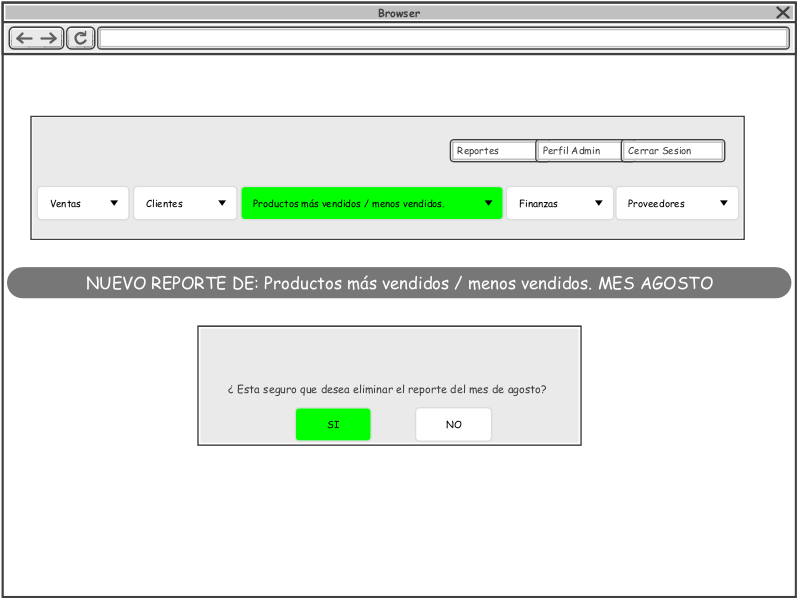 Browser
Reportes Perfil Admin Cerrar Sesion
Ventas Clientes Productos más vendidos / menos vendidos. Finanzas Proveedores
NUEVO REPORTE DE: Productos más vendidos / menos vendidos. MES AGOSTO
¿ Esta seguro que desea eliminar el reporte del mes de agosto?
SI NO